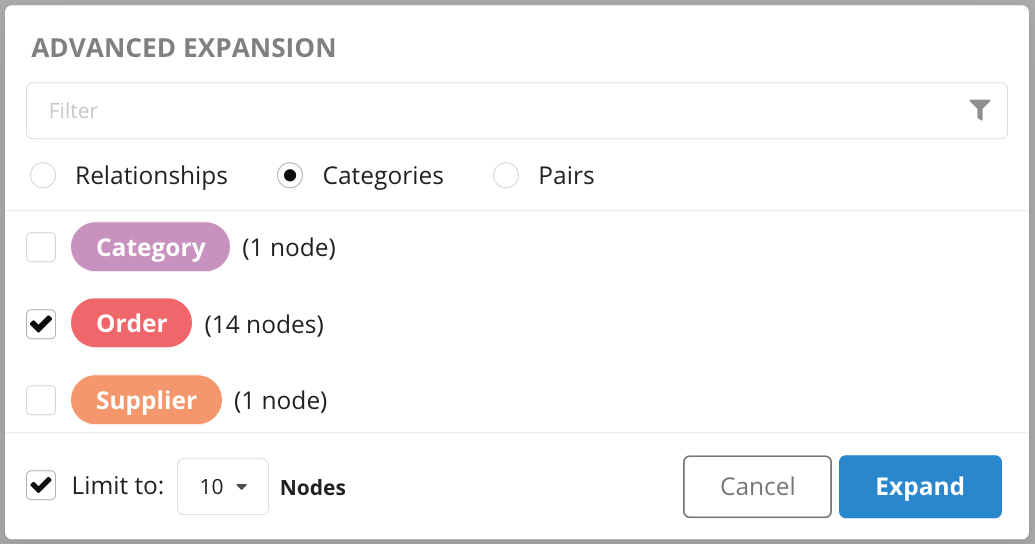 ADVANCED EXPANSION
Filter
Relationships Categories Pairs
Category (1 node)
Order (14 nodes)
Supplier (1 node)
Limit to: 10 Nodes Cancel Expand